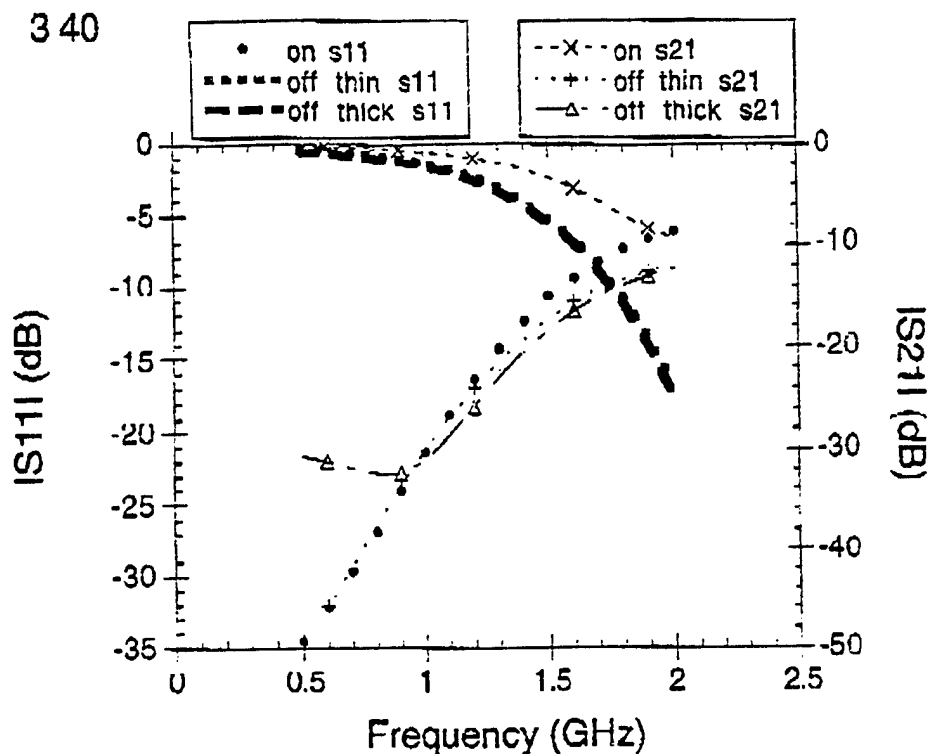 3 40
on s11
off thin s11
off thick s11
on s21
off thin s21
off thick s21
0
-5
-10
-15
-20
-25
-30
-35
IS11I (dB)
0
-10
-20
-30
-40
-50
IS21I (dB)
0
0.5
1
1.5
2
2.5
Frequency (GHz)